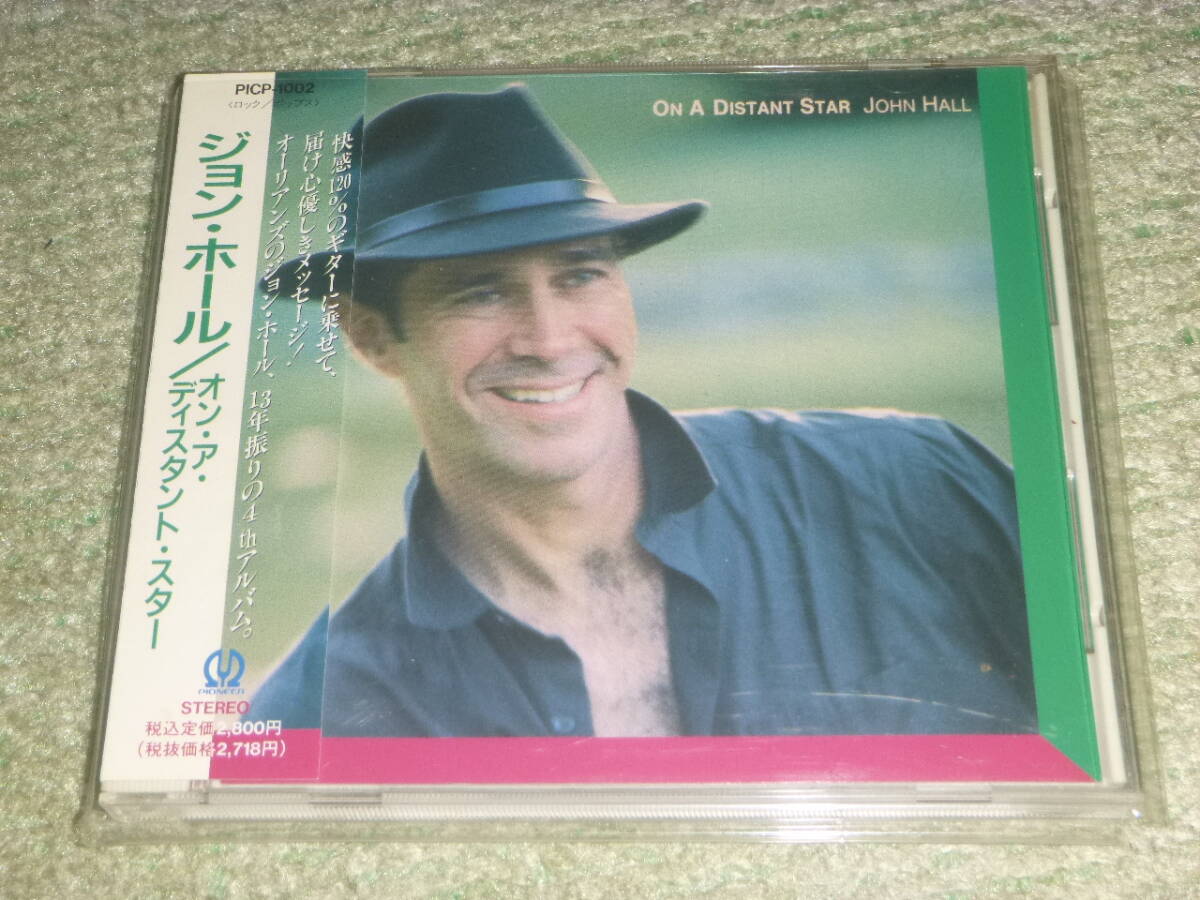 PICP-1002
〈ロック/ポップス〉
ジョン・ホール/オン・ア・
ディスタント・スター
快感120%のギターに乗せて、
届け心優しきメッセージ!
オーリアンズのジョン・ホール、13年振りの4thアルバム。
PIONEER
STEREO
税込定価2,800円
(税抜価格2,718円)
ON A DISTANT STAR JOHN HALL